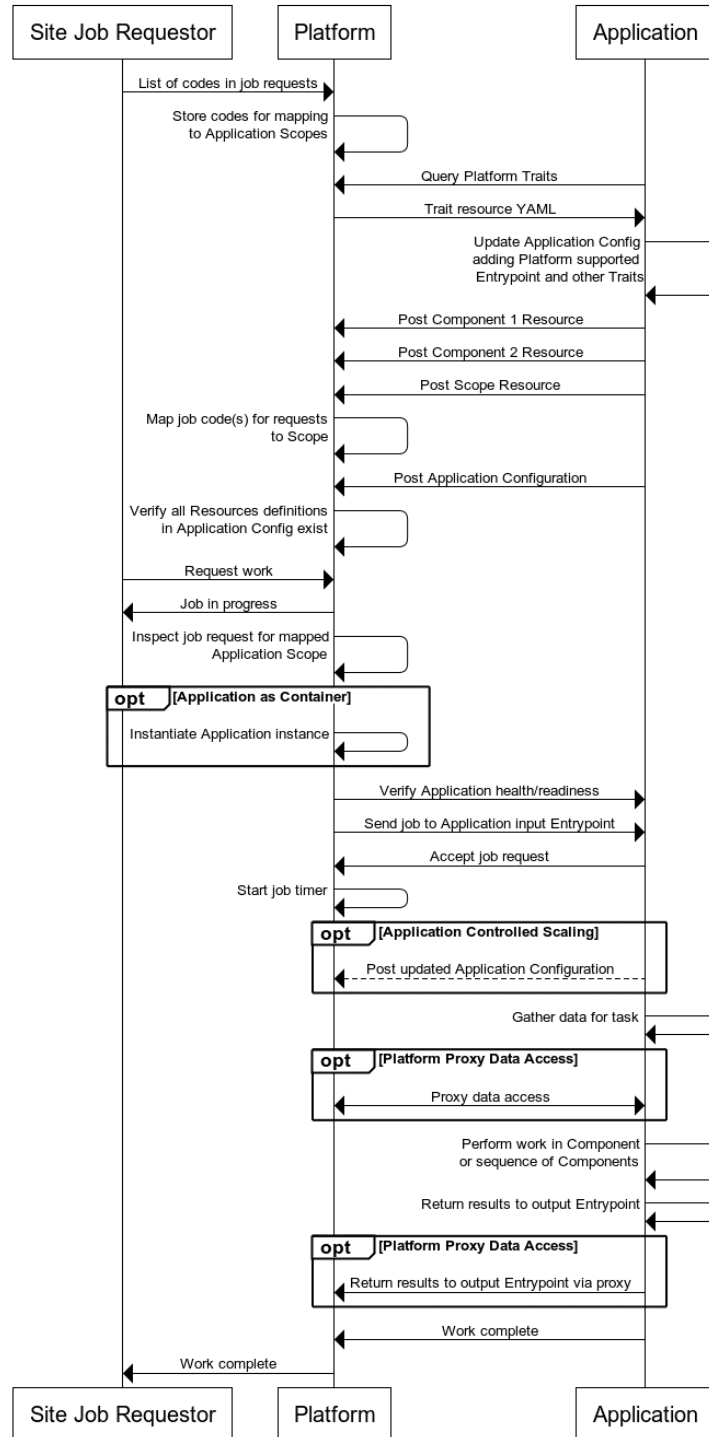 Site Job Requestor
Platform
Application
List of codes in job requests
Store codes for mapping
to Application Scopes
Query Platform Traits
Trait resource YAML
Update Application Config
adding Platform supported
Entrypoint and other Traits
Post Component 1 Resource
Post Component 2 Resource
Post Scope Resource
Map job code(s) for requests
to Scope
Post Application Configuration
Verify all Resources definitions
in Application Config exist
Request work
Job in progress
Inspect job request for mapped
Application Scope
opt [Application as Container]
Instantiate Application instance
Verify Application health/readiness
Send job to Application input Entrypoint
Accept job request
Start job timer
opt [Application Controlled Scaling]
Post updated Application Configuration
Gather data for task
opt [Platform Proxy Data Access]
Proxy data access
Perform work in Component
or sequence of Components
Return results to output Entrypoint
opt [Platform Proxy Data Access]
Return results to output Entrypoint via proxy
Work complete
Work complete
Site Job Requestor
Platform
Application